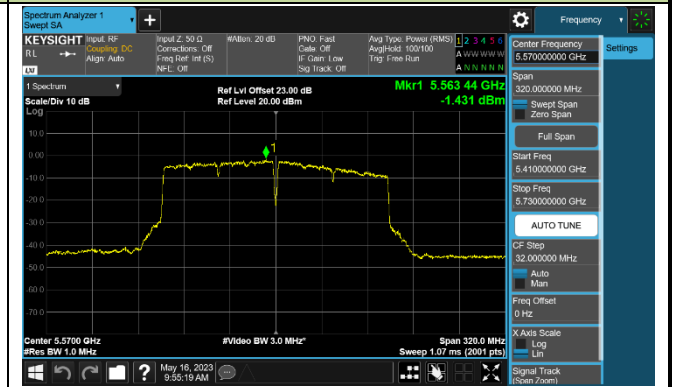 Spectrum Analyzer 1
Swept SA
+
Frequency
KEYSIGHT
RL
Input: RF
Coupling: DC
Align: Auto
Input Z: 50 Ω
Corrections: Off
Freq Ref: Int (S)
NFE: Off
#Atten: 20 dB
PNO: Fast
Gate: Off
IF Gain: Low
Sig Track: Off
Avg Type: Power (RMS)
Avg|Hold: 100/100
Trig: Free Run
1 2 3 4 5 6
A W W W W W
A N N N N N
1 Spectrum
Scale/Div 10 dB
Log
Ref Lvl Offset 23.00 dB
Ref Level 20.00 dBm
Mkr1 5.563 44 GHz
-1.431 dBm
1
10.0
0.00
-10.0
-20.0
-30.0
-40.0
-50.0
-60.0
-70.0
Center 5.5700 GHz
#Res BW 1.0 MHz
#Video BW 3.0 MHz*
Span 320.0 MHz
Sweep 1.07 ms (2001 pts)
Center Frequency
5.570000000 GHz
Settings
Span
320.000000 MHz
Swept Span
Zero Span
Full Span
Start Freq
5.410000000 GHz
Stop Freq
5.730000000 GHz
AUTO TUNE
CF Step
32.000000 MHz
Auto
Man
Freq Offset
0 Hz
X Axis Scale
Log
Lin
Signal Track
(Span Zoom)
?
May 16, 2023
9:55:19 AM